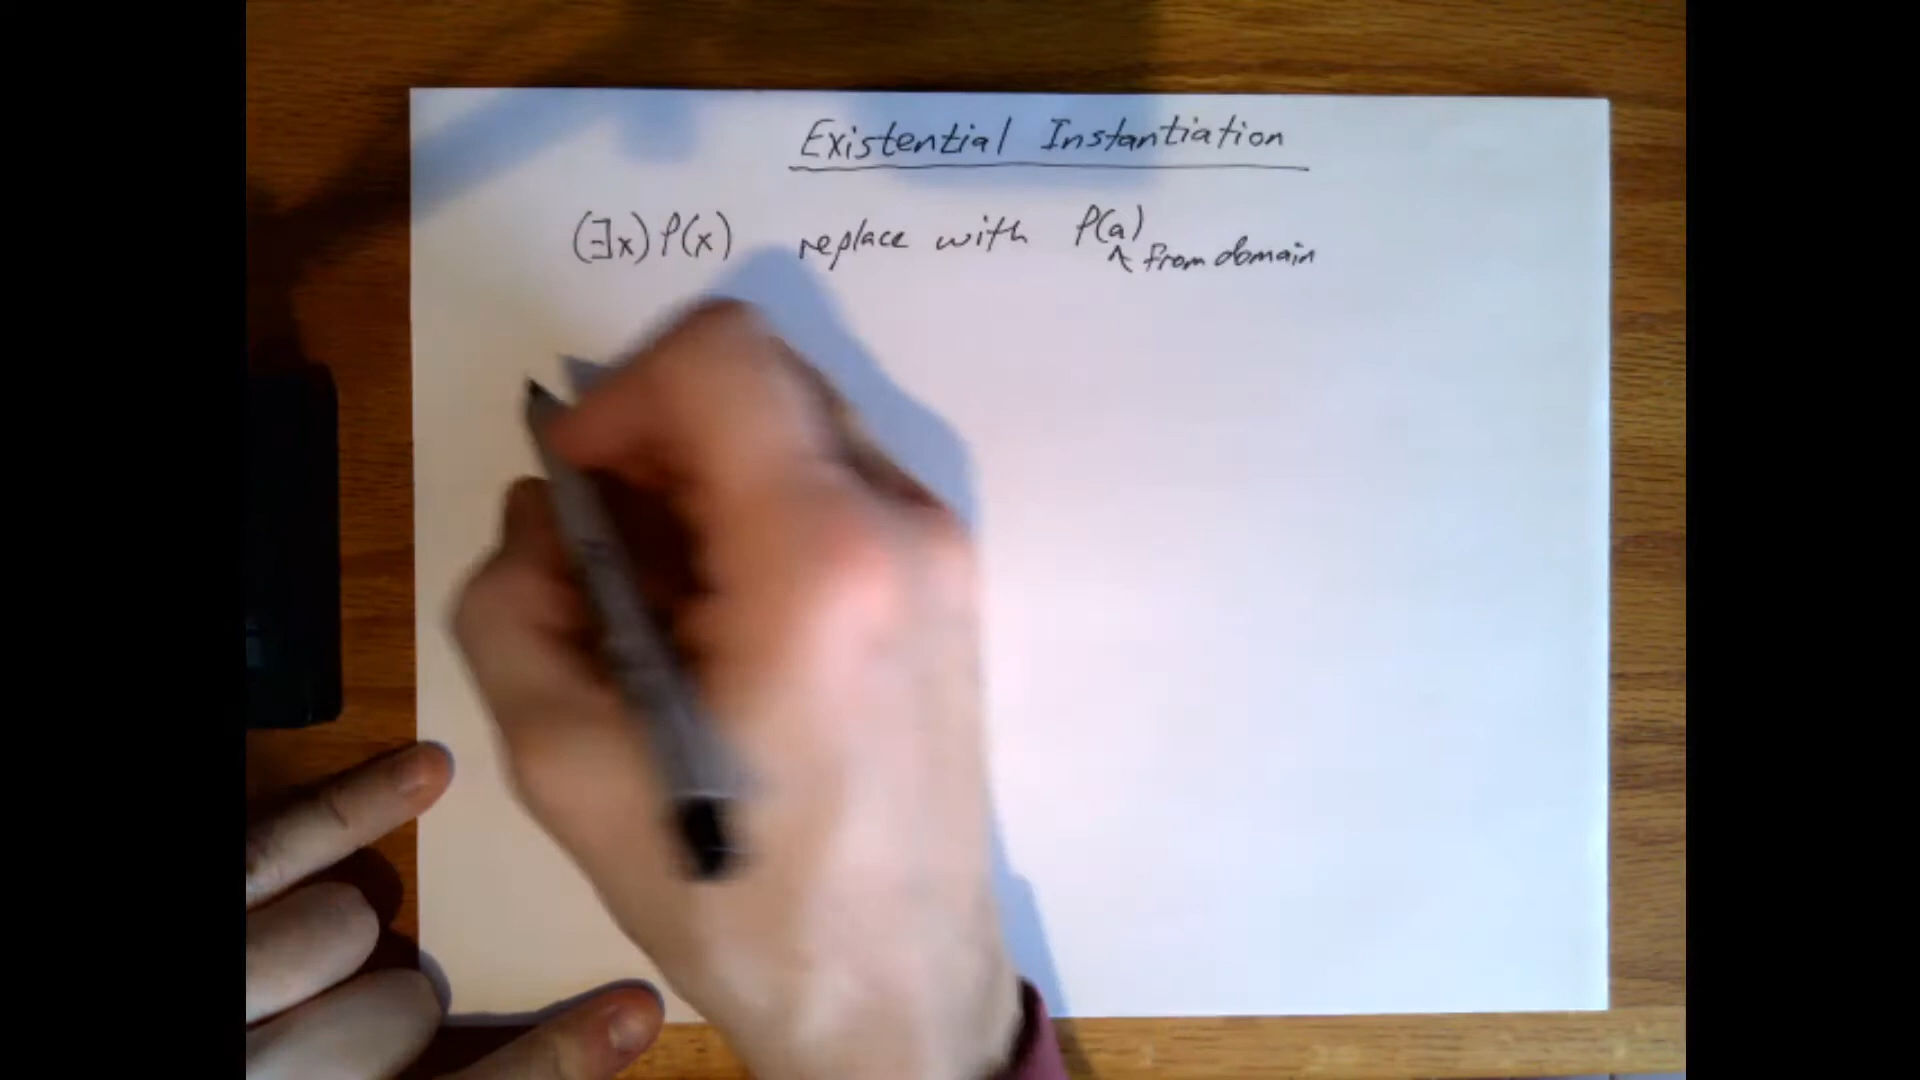 Existential Instantiation
(∃x)P(x) replace with P(a)
↑ from domain